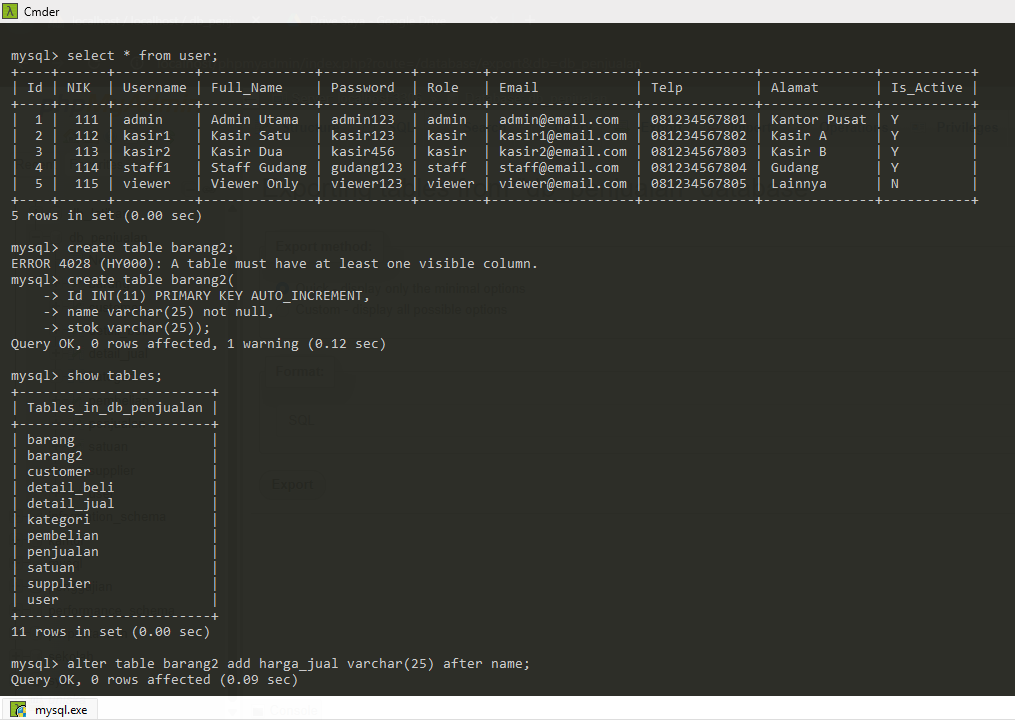 Cmder
mysql> select * from user;
+----+------+----------+--------------+-----------+--------+------------------+--------------+--------------+-----------+
| Id | NIK  | Username | Full_Name    | Password  | Role   | Email            | Telp         | Alamat       | Is_Active |
+----+------+----------+--------------+-----------+--------+------------------+--------------+--------------+-----------+
|  1 |  111 | admin    | Admin Utama  | admin123  | admin  | admin@email.com  | 081234567801 | Kantor Pusat | Y         |
|  2 |  112 | kasir1   | Kasir Satu   | kasir123  | kasir  | kasir1@email.com | 081234567802 | Kasir A      | Y         |
|  3 |  113 | kasir2   | Kasir Dua    | kasir456  | kasir  | kasir2@email.com | 081234567803 | Kasir B      | Y         |
|  4 |  114 | staff1   | Staff Gudang | gudang123 | staff  | staff@email.com  | 081234567804 | Gudang       | Y         |
|  5 |  115 | viewer   | Viewer Only  | viewer123 | viewer | viewer@email.com | 081234567805 | Lainnya      | N         |
+----+------+----------+--------------+-----------+--------+------------------+--------------+--------------+-----------+
5 rows in set (0.00 sec)
mysql> create table barang2;
ERROR 4028 (HY000): A table must have at least one visible column.
mysql> create table barang2(
    -> Id INT(11) PRIMARY KEY AUTO_INCREMENT,
    -> name varchar(25) not null,
    -> stok varchar(25));
Query OK, 0 rows affected, 1 warning (0.12 sec)
mysql> show tables;
+------------------------+
| Tables_in_db_penjualan |
+------------------------+
| barang                 |
| barang2                |
| customer               |
| detail_beli            |
| detail_jual            |
| kategori               |
| pembelian              |
| penjualan              |
| satuan                 |
| supplier               |
| user                   |
+------------------------+
11 rows in set (0.00 sec)
mysql> alter table barang2 add harga_jual varchar(25) after name;
Query OK, 0 rows affected (0.09 sec)
mysql.exe